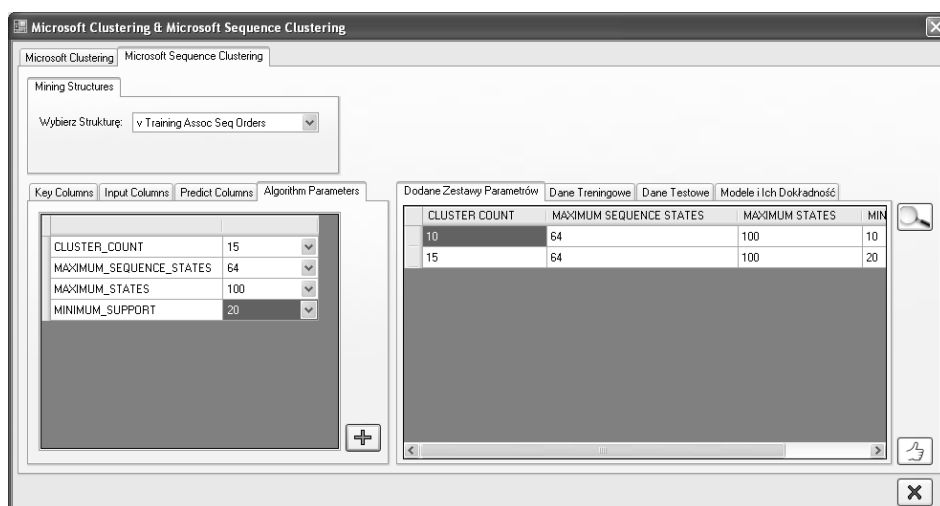 Microsoft Clustering & Microsoft Sequence Clustering
Microsoft Clustering Microsoft Sequence Clustering
Mining Structures
Wybierz Strukturę: v Training Assoc Seq Orders
Key Columns Input Columns Predict Columns Algorithm Parameters
CLUSTER_COUNT 15
MAXIMUM_SEQUENCE_STATES 64
MAXIMUM_STATES 100
MINIMUM_SUPPORT 20
Dodane Zestawy Parametrów Dane Treningowe Dane Testowe Modele i Ich Dokładność
CLUSTER COUNT MAXIMUM SEQUENCE STATES MAXIMUM STATES MIN
10 64 100 10
15 64 100 20